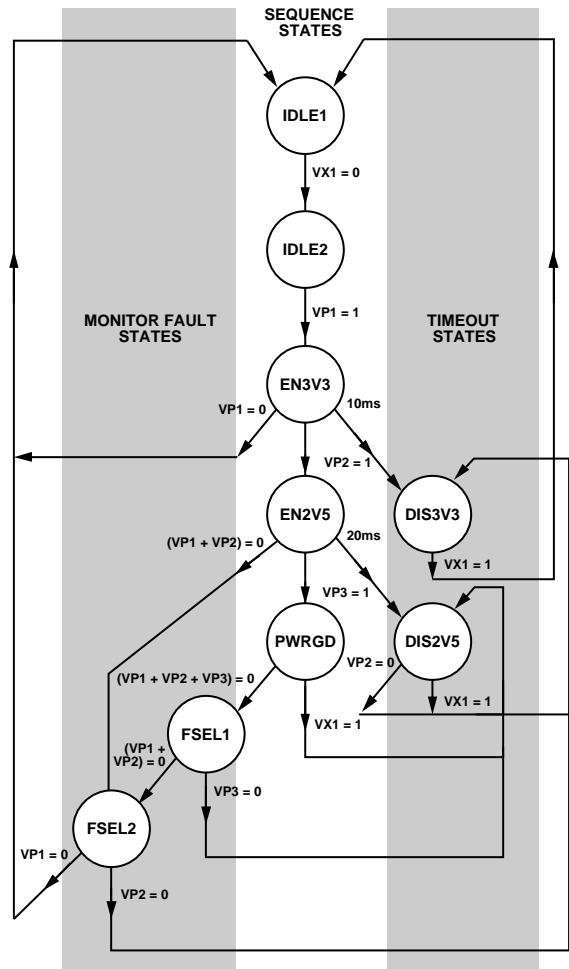 SEQUENCE
STATES
IDLE1
VX1 = 0
IDLE2
MONITOR FAULT
STATES
VP1 = 1
TIMEOUT
STATES
EN3V3
VP1 = 0
10ms
VP2 = 1
DIS3V3
EN2V5
(VP1 + VP2) = 0
20ms
VX1 = 1
VP3 = 1
PWRGD
DIS2V5
VP2 = 0
(VP1 + VP2 + VP3) = 0
VX1 = 1
VX1 = 1
FSEL1
(VP1 +
VP2) = 0
VP3 = 0
FSEL2
VP1 = 0
VP2 = 0